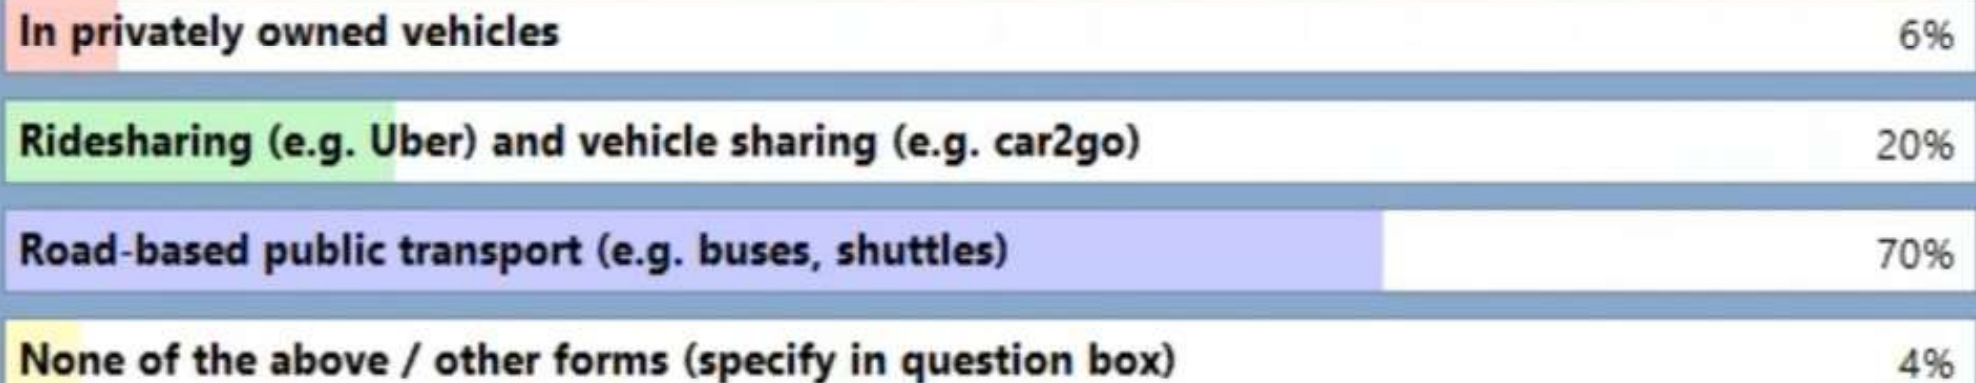 In privately owned vehicles 6%
Ridesharing (e.g. Uber) and vehicle sharing (e.g. car2go) 20%
Road-based public transport (e.g. buses, shuttles) 70%
None of the above / other forms (specify in question box) 4%